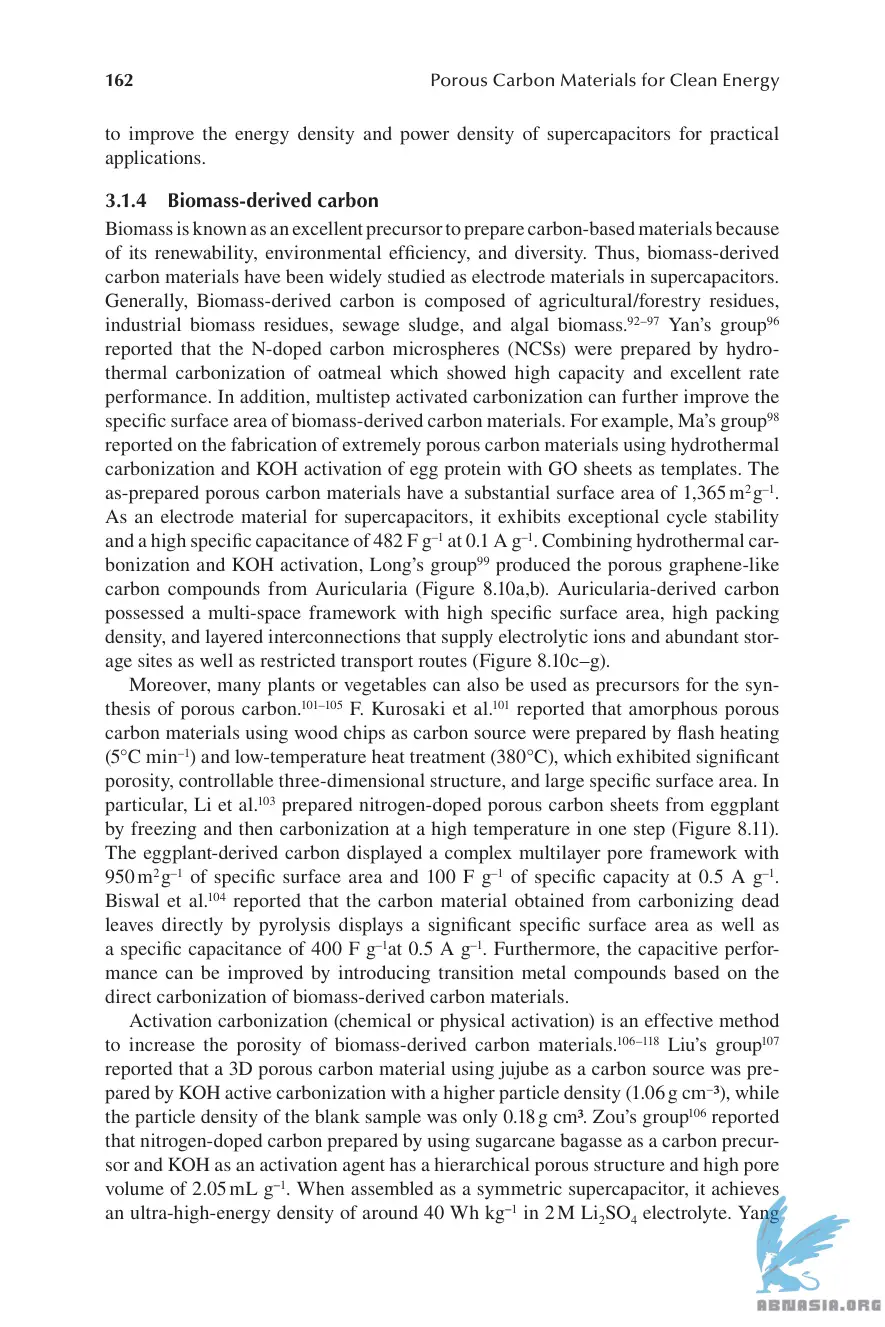 162 Porous Carbon Materials for Clean Energy
to improve the energy density and power density of supercapacitors for practical
applications.
3.1.4 Biomass-derived carbon
Biomass is known as an excellent precursor to prepare carbon-based materials because
of its renewability, environmental efficiency, and diversity. Thus, biomass-derived
carbon materials have been widely studied as electrode materials in supercapacitors.
Generally, Biomass-derived carbon is composed of agricultural/forestry residues,
industrial biomass residues, sewage sludge, and algal biomass.⁹²⁻⁹⁷ Yan's group⁹⁶
reported that the N-doped carbon microspheres (NCSs) were prepared by hydro-
thermal carbonization of oatmeal which showed high capacity and excellent rate
performance. In addition, multistep activated carbonization can further improve the
specific surface area of biomass-derived carbon materials. For example, Ma's group⁹⁸
reported on the fabrication of extremely porous carbon materials using hydrothermal
carbonization and KOH activation of egg protein with GO sheets as templates. The
as-prepared porous carbon materials have a substantial surface area of 1,365 m² g⁻¹.
As an electrode material for supercapacitors, it exhibits exceptional cycle stability
and a high specific capacitance of 482 F g⁻¹ at 0.1 A g⁻¹. Combining hydrothermal car-
bonization and KOH activation, Long's group⁹⁹ produced the porous graphene-like
carbon compounds from Auricularia (Figure 8.10a,b). Auricularia-derived carbon
possessed a multi-space framework with high specific surface area, high packing
density, and layered interconnections that supply electrolytic ions and abundant stor-
age sites as well as restricted transport routes (Figure 8.10c–g).
Moreover, many plants or vegetables can also be used as precursors for the syn-
thesis of porous carbon.¹⁰¹⁻¹⁰⁵ F. Kurosaki et al.¹⁰¹ reported that amorphous porous
carbon materials using wood chips as carbon source were prepared by flash heating
(5°C min⁻¹) and low-temperature heat treatment (380°C), which exhibited significant
porosity, controllable three-dimensional structure, and large specific surface area. In
particular, Li et al.¹⁰³ prepared nitrogen-doped porous carbon sheets from eggplant
by freezing and then carbonization at a high temperature in one step (Figure 8.11).
The eggplant-derived carbon displayed a complex multilayer pore framework with
950 m² g⁻¹ of specific surface area and 100 F g⁻¹ of specific capacity at 0.5 A g⁻¹.
Biswal et al.¹⁰⁴ reported that the carbon material obtained from carbonizing dead
leaves directly by pyrolysis displays a significant specific surface area as well as
a specific capacitance of 400 F g⁻¹at 0.5 A g⁻¹. Furthermore, the capacitive perfor-
mance can be improved by introducing transition metal compounds based on the
direct carbonization of biomass-derived carbon materials.
Activation carbonization (chemical or physical activation) is an effective method
to increase the porosity of biomass-derived carbon materials.¹⁰⁶⁻¹¹⁸ Liu's group¹⁰⁷
reported that a 3D porous carbon material using jujube as a carbon source was pre-
pared by KOH active carbonization with a higher particle density (1.06 g cm⁻³), while
the particle density of the blank sample was only 0.18 g cm³. Zou's group¹⁰⁶ reported
that nitrogen-doped carbon prepared by using sugarcane bagasse as a carbon precur-
sor and KOH as an activation agent has a hierarchical porous structure and high pore
volume of 2.05 mL g⁻¹. When assembled as a symmetric supercapacitor, it achieves
an ultra-high-energy density of around 40 Wh kg⁻¹ in 2 M Li₂SO₄ electrolyte. Yang
ABNASIA.ORG